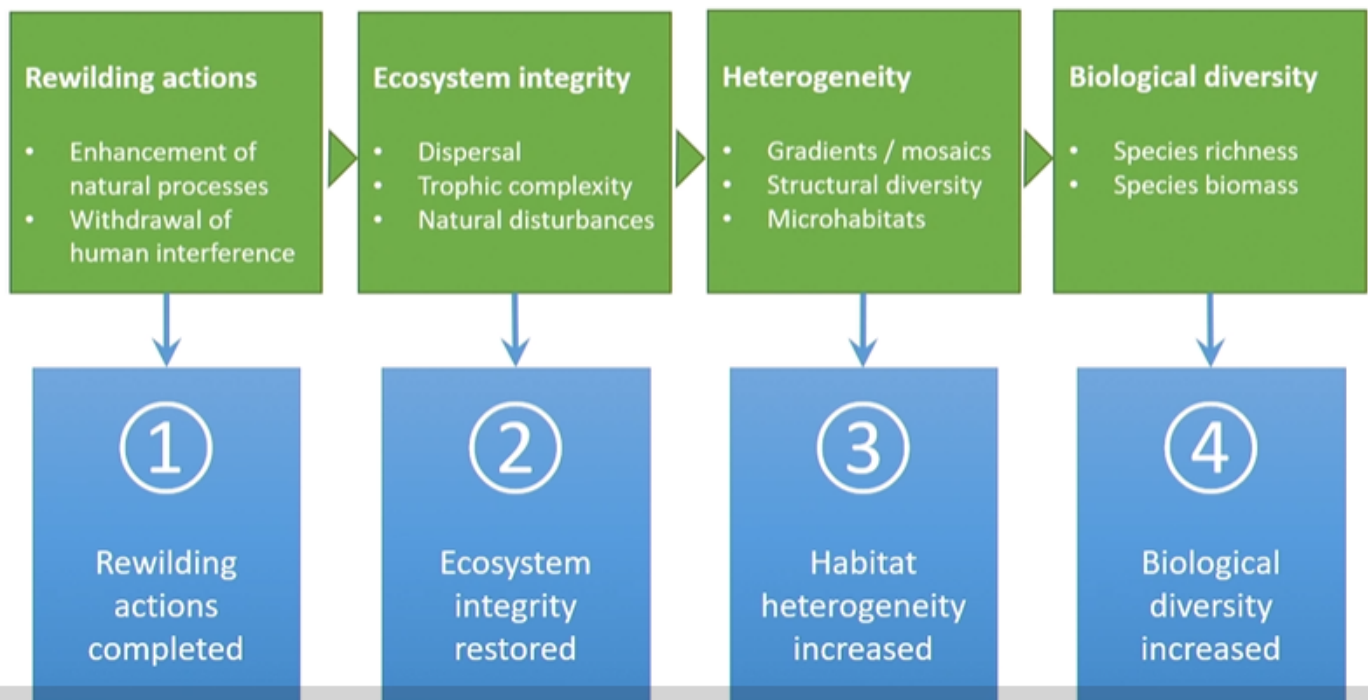 Rewilding actions
• Enhancement of
natural processes
• Withdrawal of
human interference
Ecosystem integrity
• Dispersal
• Trophic complexity
• Natural disturbances
Heterogeneity
• Gradients / mosaics
• Structural diversity
• Microhabitats
Biological diversity
• Species richness
• Species biomass
1
Rewilding
actions
completed
2
Ecosystem
integrity
restored
3
Habitat
heterogeneity
increased
4
Biological
diversity
increased